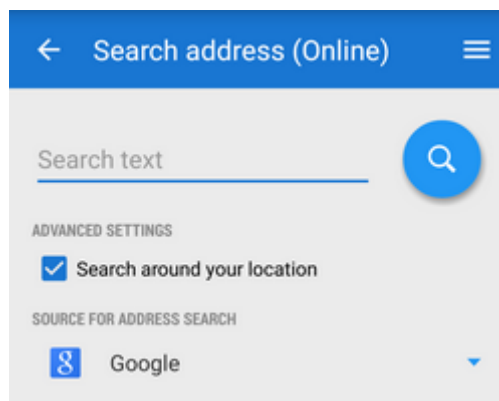 Search address (Online)
Search text
ADVANCED SETTINGS
Search around your location
SOURCE FOR ADDRESS SEARCH
8 Google